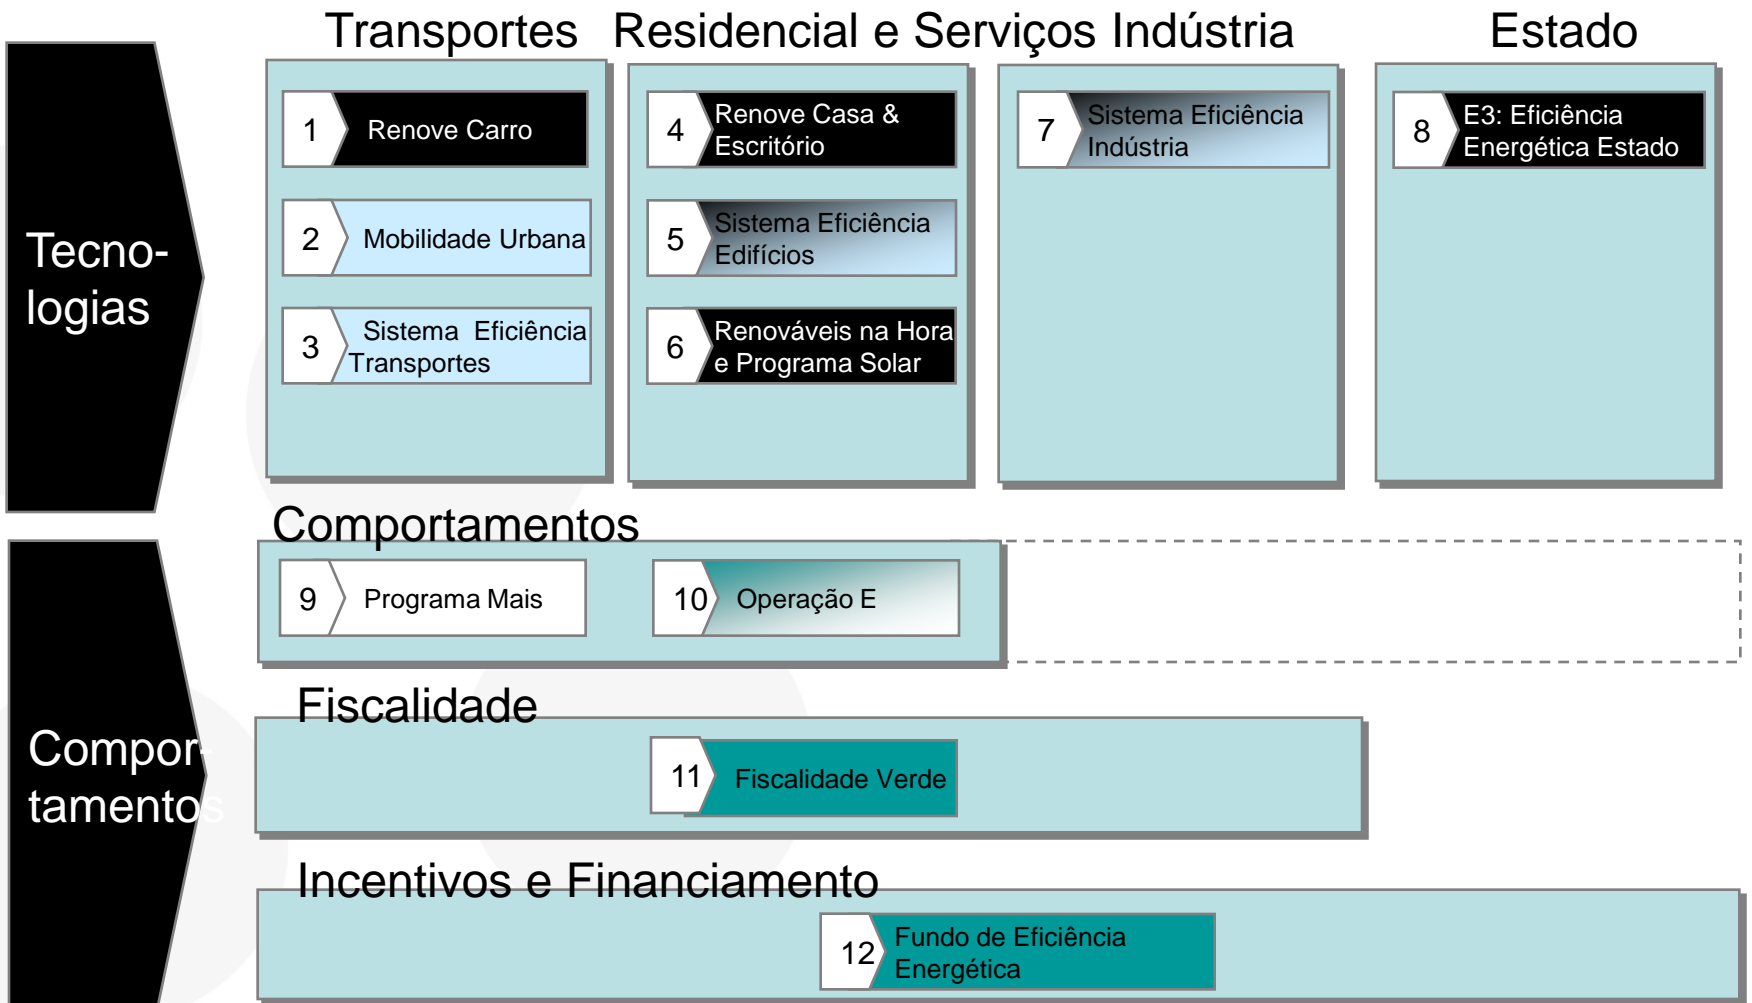 Transportes
Residencial e Serviços
Indústria
Estado
Tecno-
logias
1
Renove Carro
2
Mobilidade Urbana
3
Sistema Eficiência
Transportes
4
Renove Casa &
Escritório
5
Sistema Eficiência
Edifícios
6
Renováveis na Hora
e Programa Solar
7
Sistema Eficiência
Indústria
8
E3: Eficiência
Energética Estado
Compor-
tamentos
Comportamentos
9
Programa Mais
10
Operação E
Fiscalidade
11
Fiscalidade Verde
Incentivos e Financiamento
12
Fundo de Eficiência
Energética